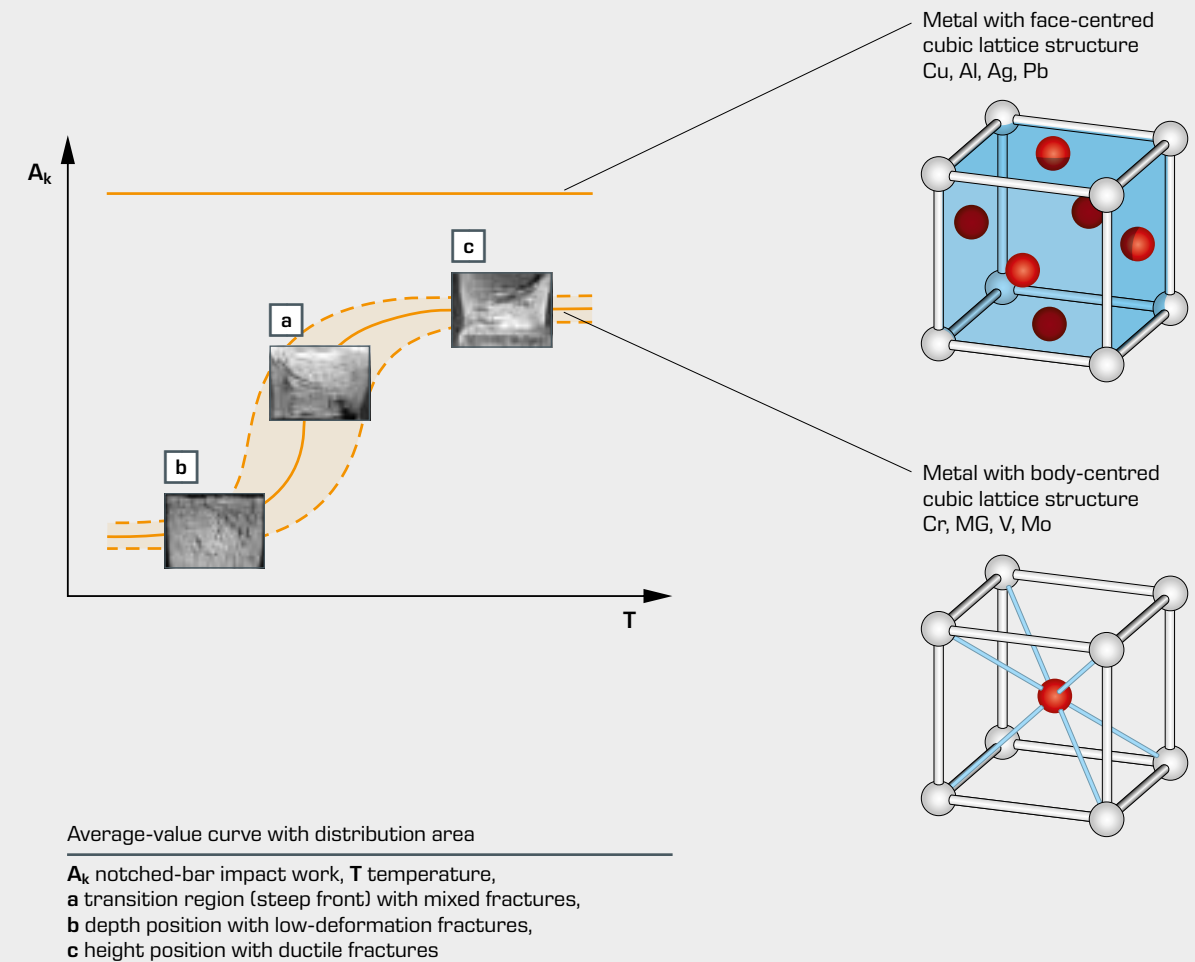 Metal with face-centred
cubic lattice structure
Cu, Al, Ag, Pb
Ak
c
a
b
T
Metal with body-centred
cubic lattice structure
Cr, MG, V, Mo
Average-value curve with distribution area
Ak notched-bar impact work, T temperature,
a transition region (steep front) with mixed fractures,
b depth position with low-deformation fractures,
c height position with ductile fractures